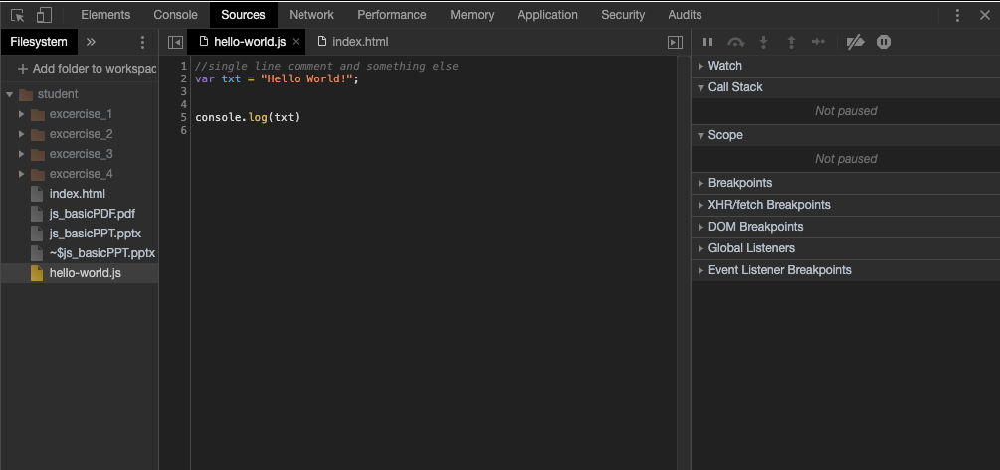 Elements Console Sources Network Performance Memory Application Security Audits
Filesystem
hello-world.js
index.html
Add folder to workspac
student
excercise_1
excercise_2
excercise_3
excercise_4
index.html
js_basicPDF.pdf
js_basicPPT.pptx
~$js_basicPPT.pptx
hello-world.js
1 //single line comment and something else
2 var txt = "Hello World!";
3
4
5 console.log(txt)
6
Watch
Call Stack
Not paused
Scope
Not paused
Breakpoints
XHR/fetch Breakpoints
DOM Breakpoints
Global Listeners
Event Listener Breakpoints